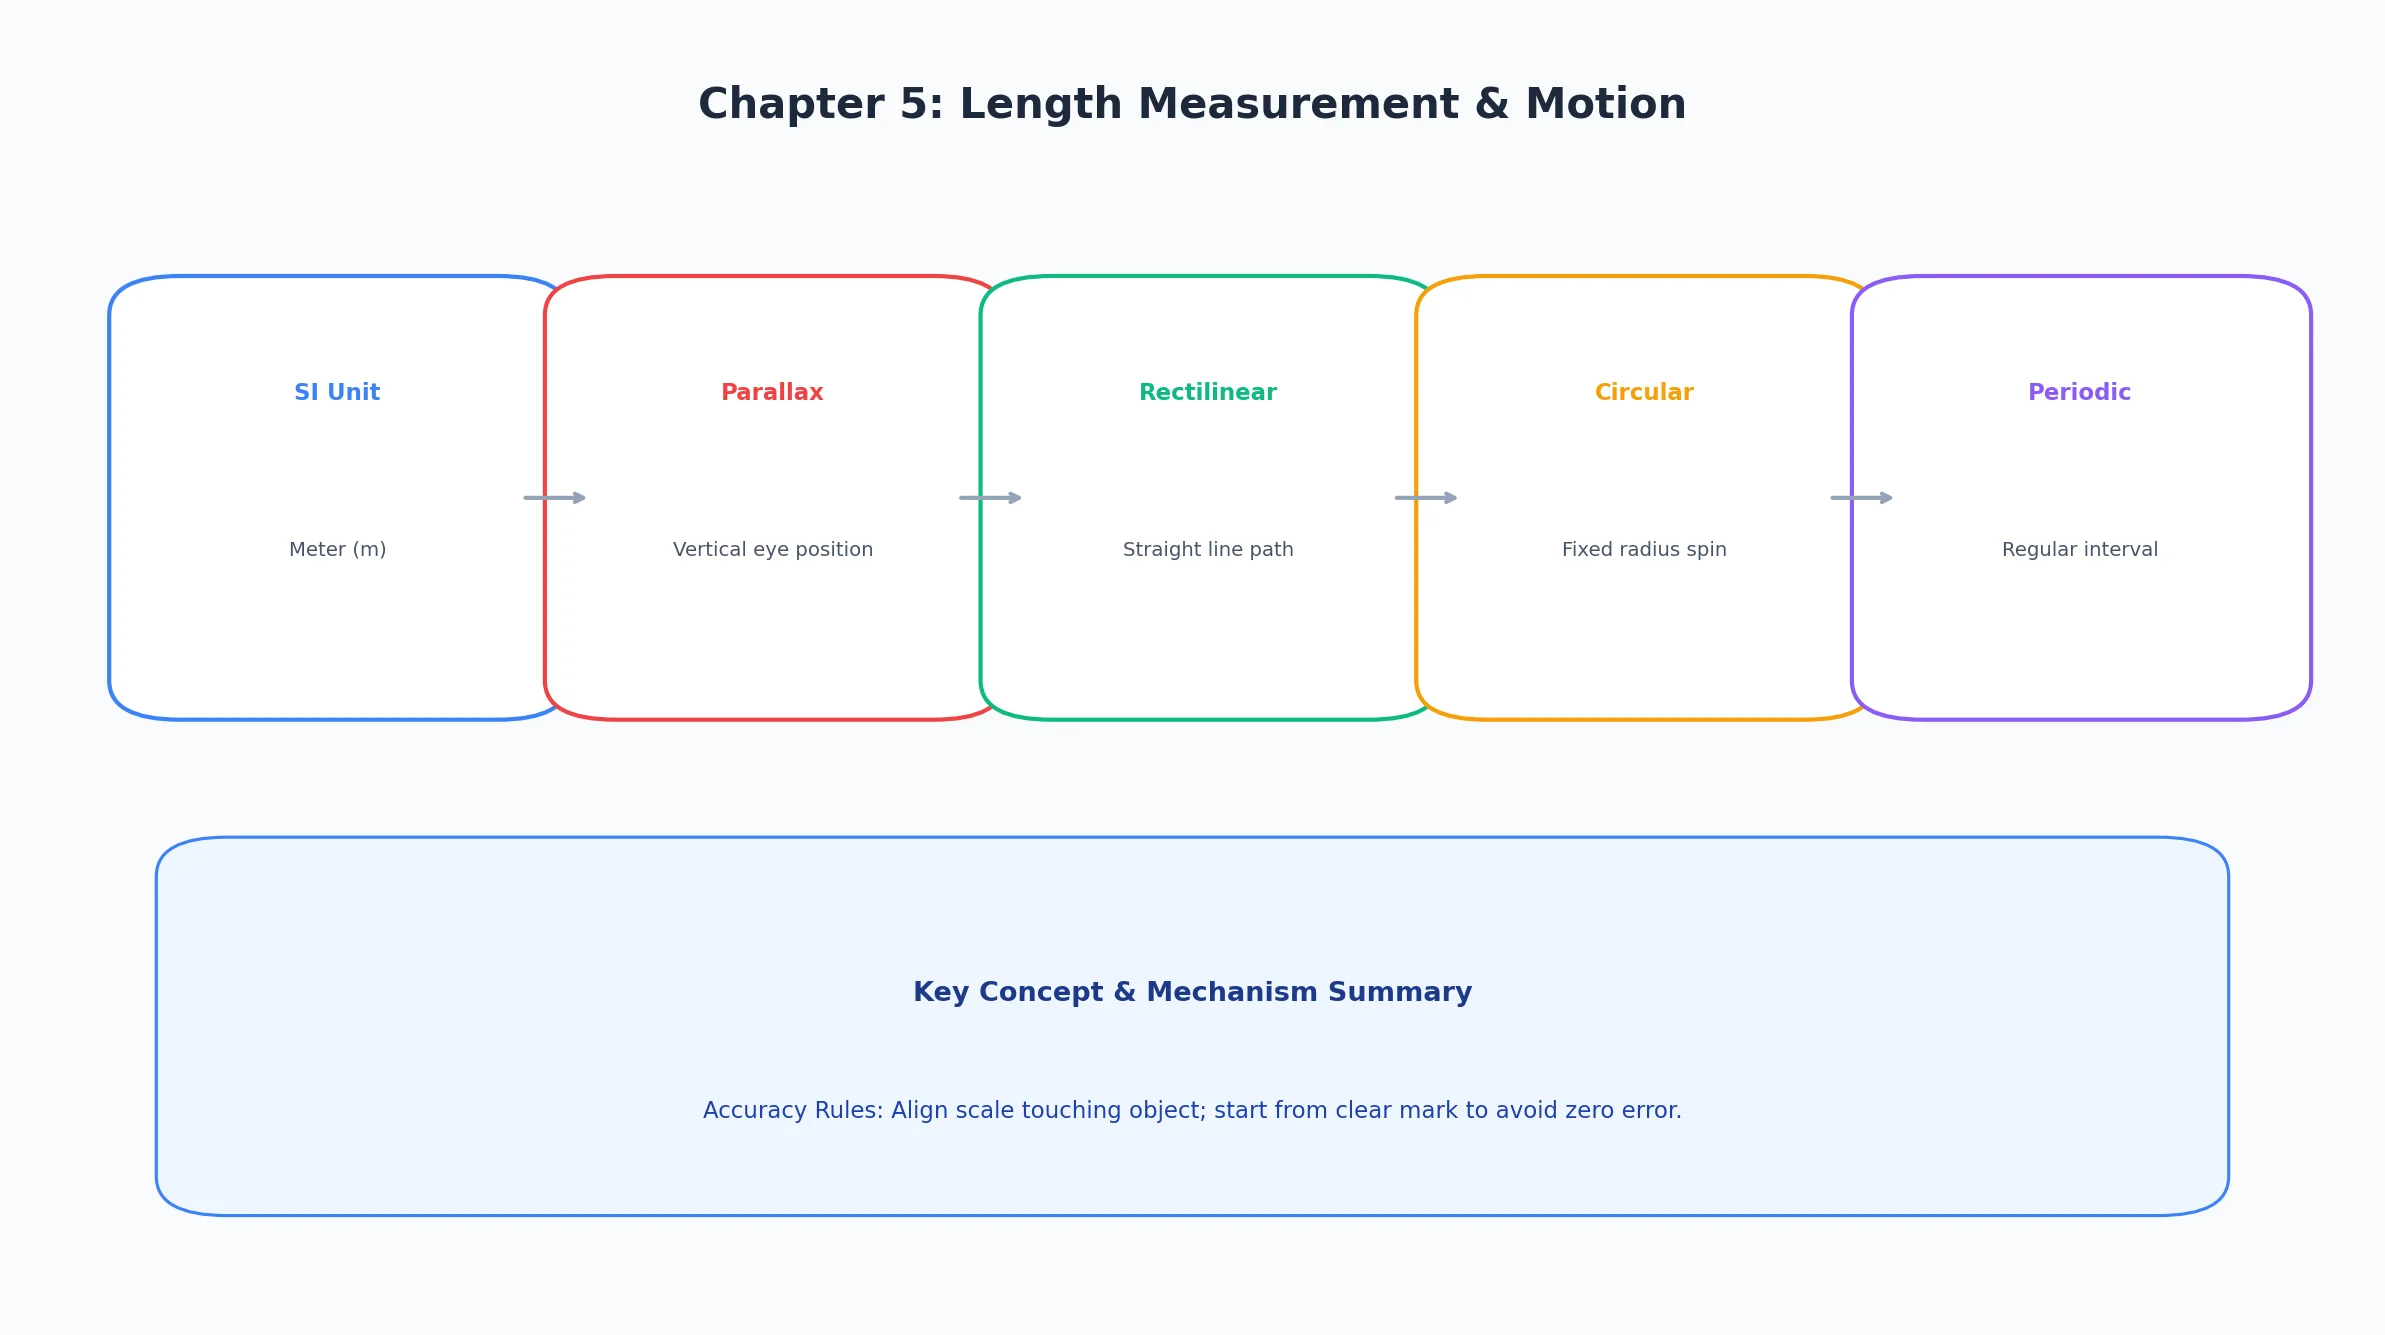 Chapter 5: Length Measurement & Motion
SI Unit
Meter (m)
Parallax
Vertical eye position
Rectilinear
Straight line path
Circular
Fixed radius spin
Periodic
Regular interval
Key Concept & Mechanism Summary
Accuracy Rules: Align scale touching object; start from clear mark to avoid zero error.